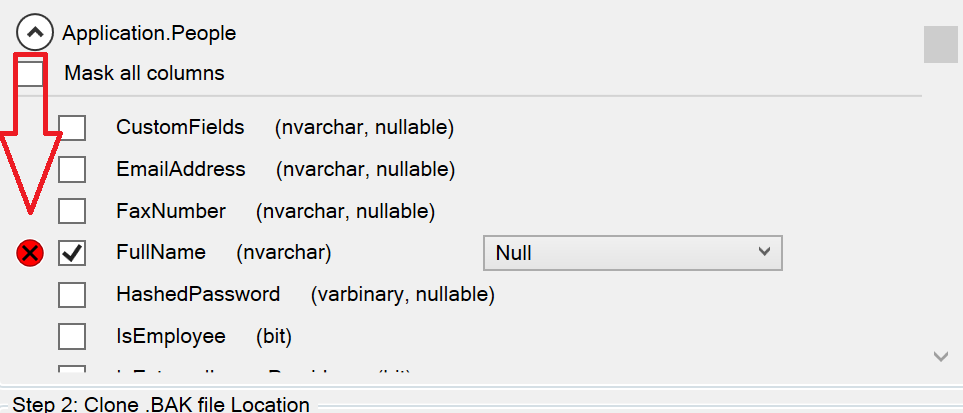 Application.People
Mask all columns
CustomFields (nvarchar, nullable)
EmailAddress (nvarchar, nullable)
FaxNumber (nvarchar, nullable)
FullName (nvarchar) Null
HashedPassword (varbinary, nullable)
IsEmployee (bit)
Step 2: Clone .BAK file Location